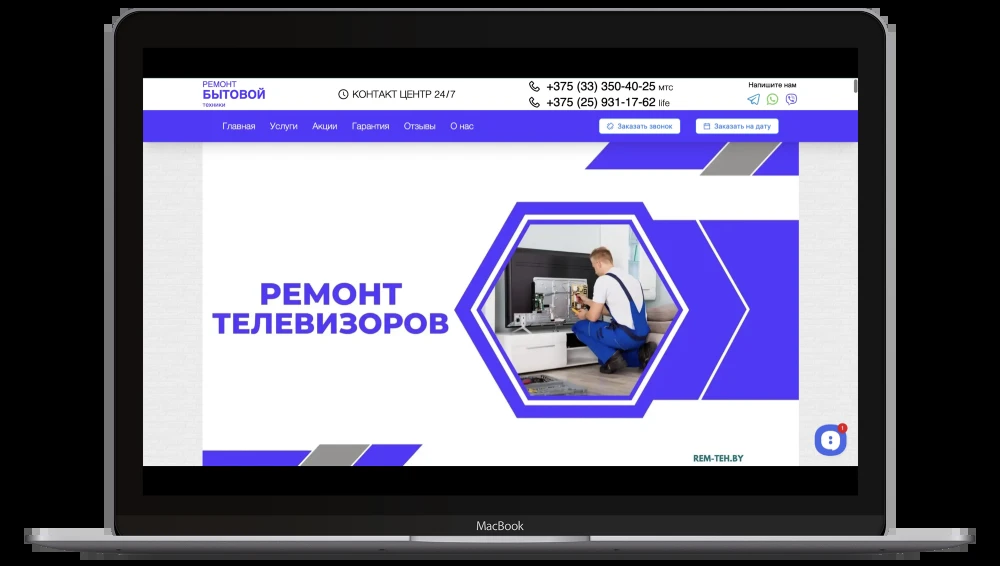 РЕМОНТ
БЫТОВОЙ
ТЕХНИКИ
КОНТАКТ ЦЕНТР 24/7
+375 (33) 350-40-25 мтс
+375 (25) 931-17-62 life
Напишите нам
Главная Услуги Акции Гарантия Отзывы О нас
Заказать звонок
Заказать на дату
РЕМОНТ
ТЕЛЕВИЗОРОВ
REM-TEH.BY
1
MacBook